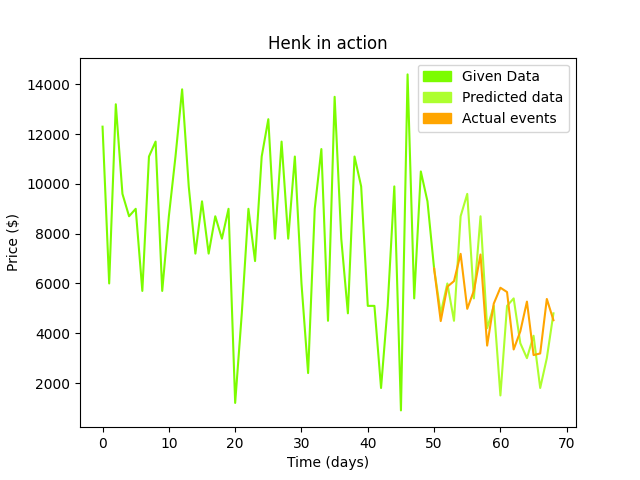 Henk in action
Given Data
Predicted data
Actual events
Price ($)
14000
12000
10000
8000
6000
4000
2000
0 10 20 30 40 50 60 70
Time (days)